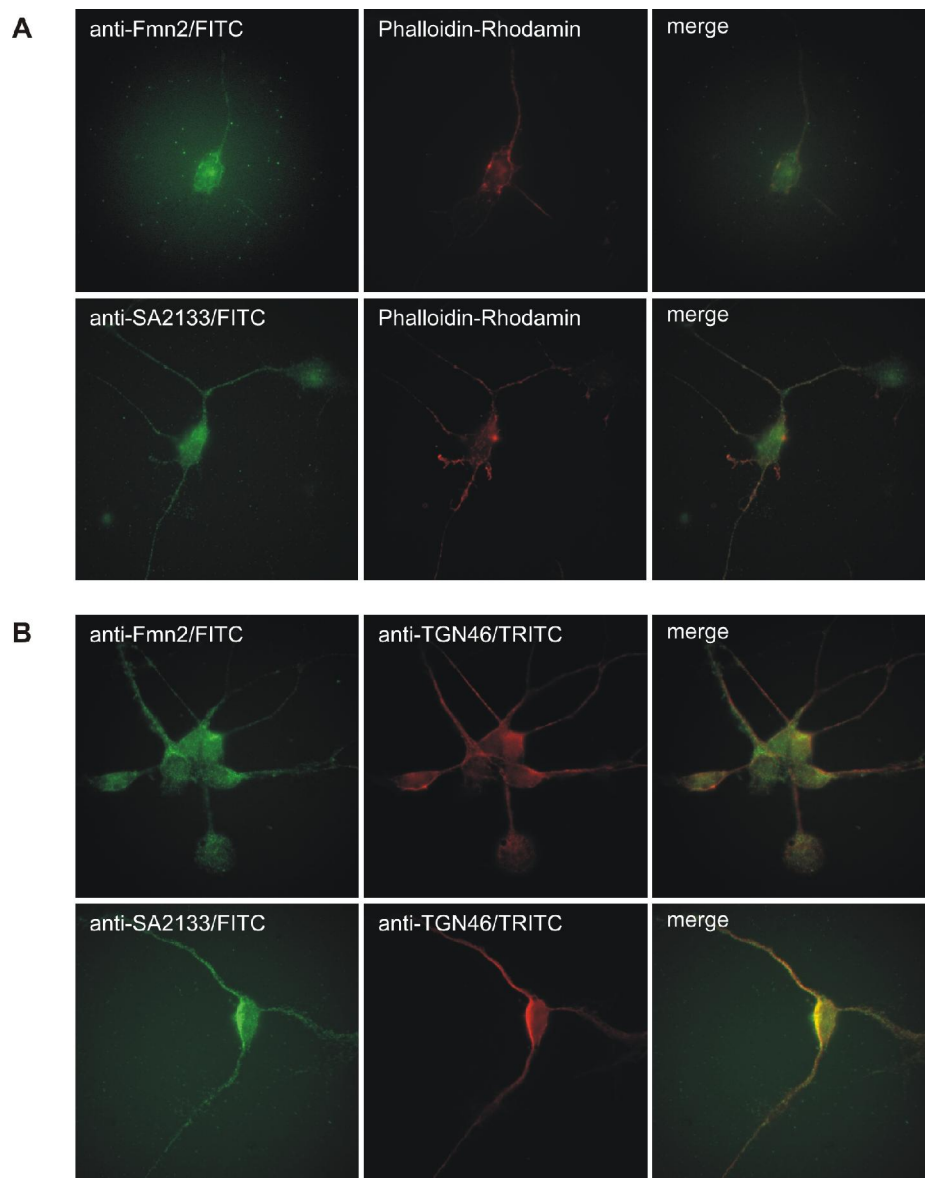 A
anti-Fmn2/FITC Phalloidin-Rhodamin merge
anti-SA2133/FITC Phalloidin-Rhodamin merge
B
anti-Fmn2/FITC anti-TGN46/TRITC merge
anti-SA2133/FITC anti-TGN46/TRITC merge